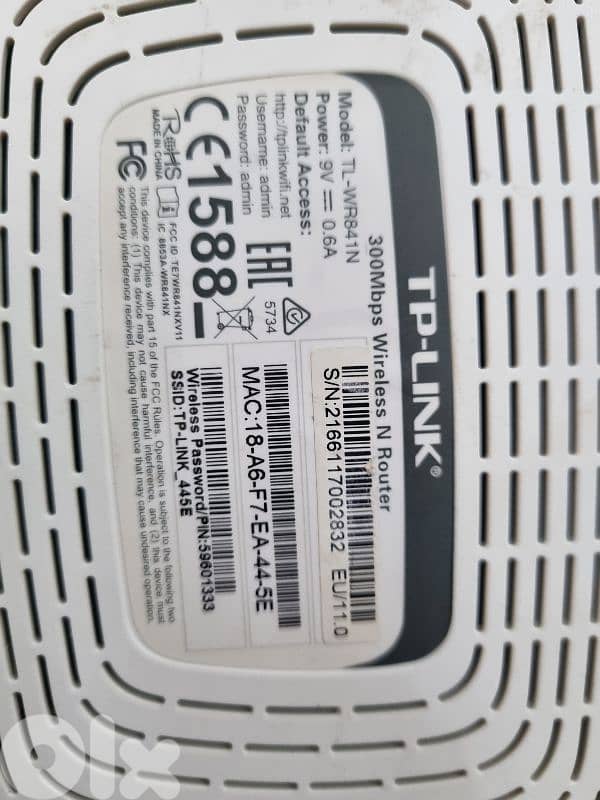 TP-LINK®
300Mbps Wireless N Router
Model: TL-WR841N
Power: 9V ⎓ 0.6A
Default Access:
http://tplinkwifi.net
Username: admin
Password: admin
S/N:2166117002832 EU/11.0
MAC:18-A6-F7-EA-44-5E
Wireless Password/PIN:59601333
SSID:TP-LINK_445E
EAC
5734
CE1588
RoHS
MADE IN CHINA
FCC ID: TE7WR841NXV11
IC: 8853A-WR841NX
FC
This device complies with part 15 of the FCC Rules. Operation is subject to the following two
conditions: (1) This device may not cause harmful interference, and (2) this device must
accept any interference received, including interference that may cause undesired operation.
olx